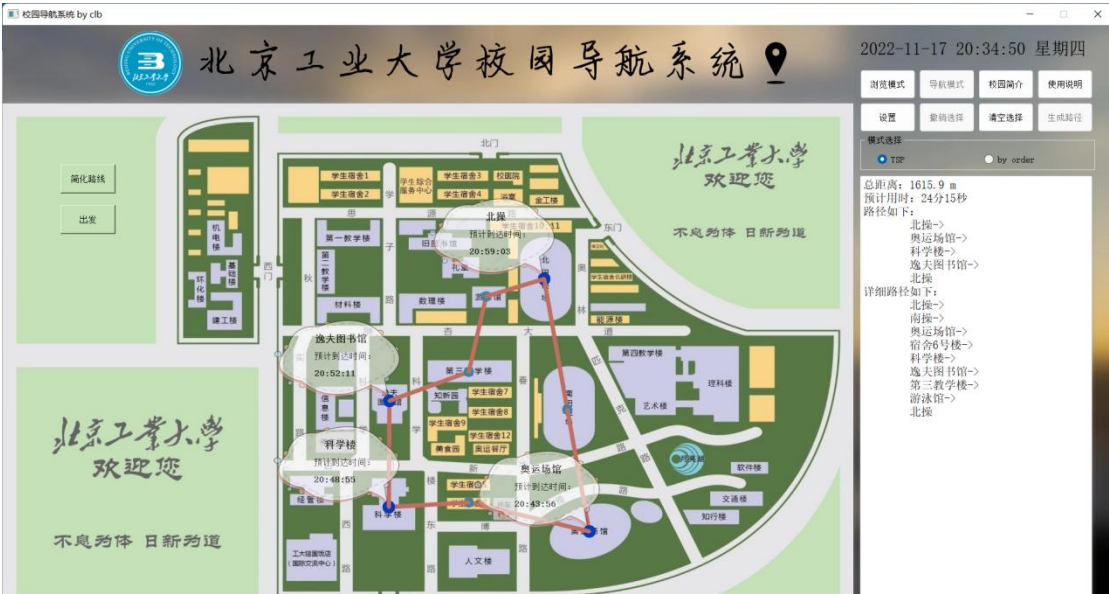 校园导航系统 by clb
北京工业大学校园导航系统
2022-11-17 20:34:50 星期四
浏览模式
导航模式
校园简介
使用说明
设置
撤销选择
清空选择
生成路径
模式选择
TSP
by order
总距离：1615.9 m
预计用时：24分15秒
路径如下：
北操->
奥运场馆->
科学楼->
逸夫图书馆->
北操
详细路径如下：
北操->
南操->
奥运场馆->
宿舍6号楼->
科学楼->
逸夫图书馆->
第三教学楼->
游泳馆->
北操
简化路线
出发
北京工业大学
欢迎您
不息为体 日新为道
北京工业大学
欢迎您
不息为体 日新为道
北门
学生宿舍1
学生宿舍2
学生综合
服务中心
学生宿舍3
学生宿舍4
校医院
金工楼
东门
西门
机电楼
基础楼
环化楼
建工楼
第一教学楼
第二教学楼
材料楼
数理楼
礼堂
能源楼
北操
预计到达时间：
20:59:03
逸夫图书馆
预计到达时间：
20:52:11
科学楼
预计到达时间：
20:48:55
奥运场馆
预计到达时间：
20:43:56
知新园
学生宿舍7
学生宿舍8
学生宿舍9
学生宿舍12
美食园
奥运餐厅
信息楼
第四教学楼
理科楼
艺术楼
软件楼
交通楼
知行楼
科学楼
人文楼
工大建国饭店
(国际交流中心)